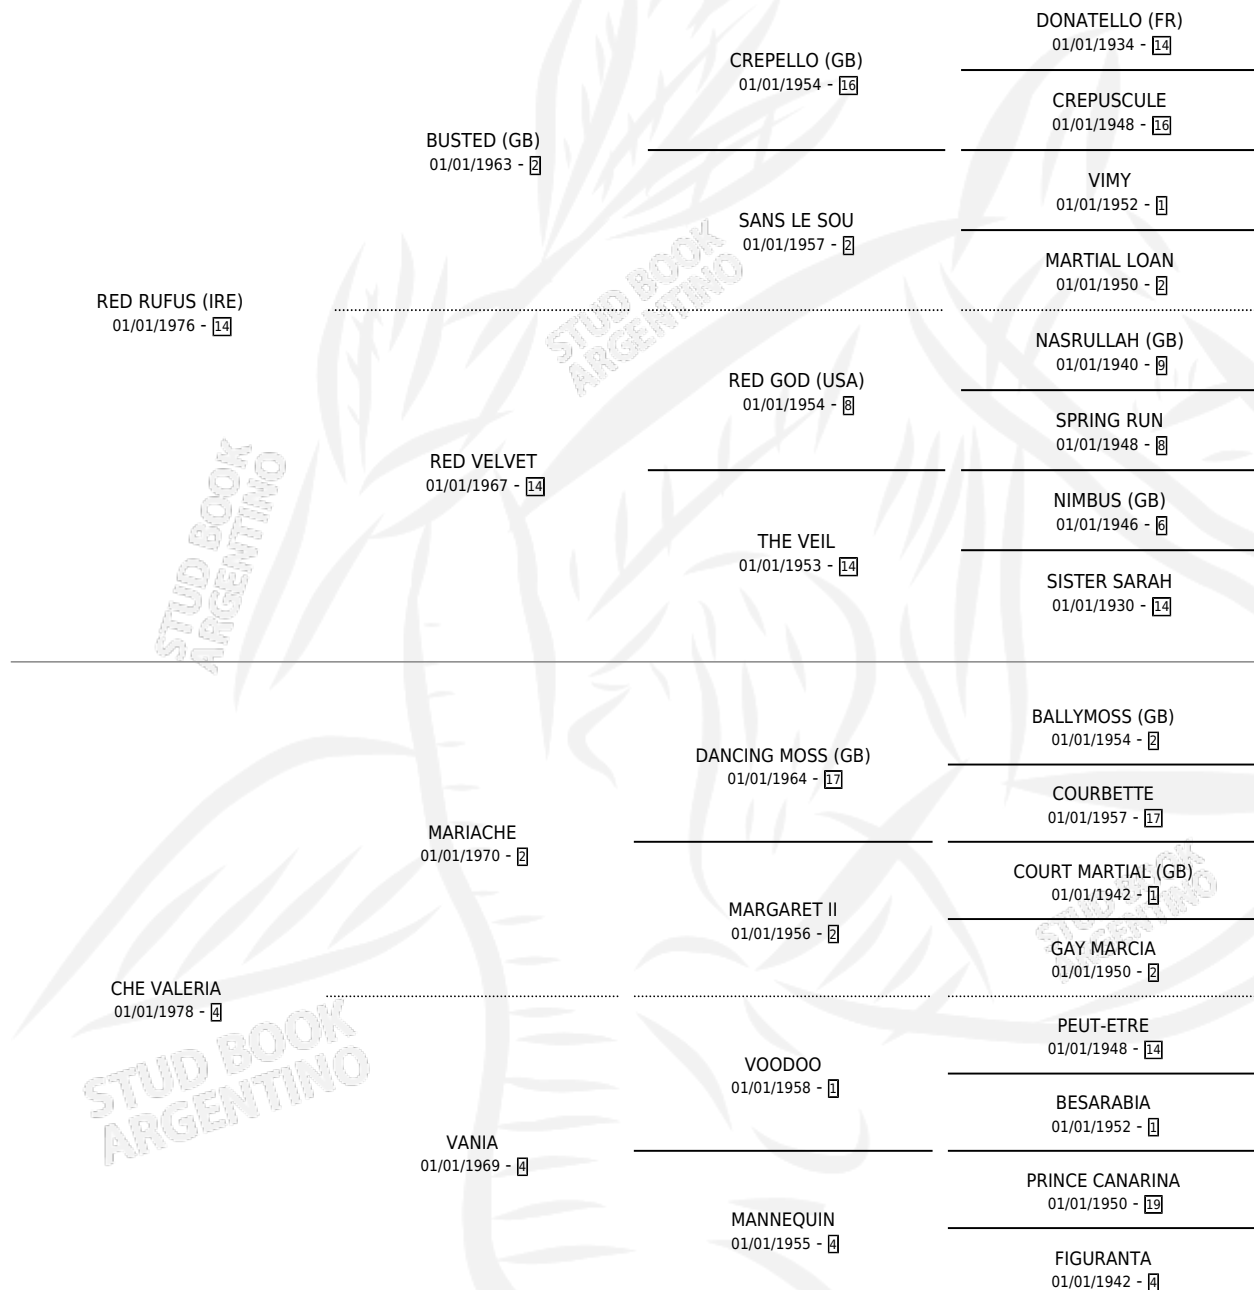 DONATELLO (FR)
01/01/1934 - 14
CREPELLO (GB)
01/01/1954 - 16
CREPUSCULE
01/01/1948 - 16
BUSTED (GB)
01/01/1963 - 2
VIMY
01/01/1952 - 1
SANS LE SOU
01/01/1957 - 2
MARTIAL LOAN
01/01/1950 - 2
RED RUFUS (IRE)
01/01/1976 - 14
NASRULLAH (GB)
01/01/1940 - 9
RED GOD (USA)
01/01/1954 - 8
SPRING RUN
01/01/1948 - 8
RED VELVET
01/01/1967 - 14
NIMBUS (GB)
01/01/1946 - 6
THE VEIL
01/01/1953 - 14
SISTER SARAH
01/01/1930 - 14
BALLYMOSS (GB)
01/01/1954 - 2
DANCING MOSS (GB)
01/01/1964 - 17
COURBETTE
01/01/1957 - 17
MARIACHE
01/01/1970 - 2
COURT MARTIAL (GB)
01/01/1942 - 1
MARGARET II
01/01/1956 - 2
GAY MARCIA
01/01/1950 - 2
CHE VALERIA
01/01/1978 - 4
PEUT-ETRE
01/01/1948 - 14
VOODOO
01/01/1958 - 1
BESARABIA
01/01/1952 - 1
VANIA
01/01/1969 - 4
PRINCE CANARINA
01/01/1950 - 19
MANNEQUIN
01/01/1955 - 4
FIGURANTA
01/01/1942 - 4
STUD BOOK
ARGENTINO
STUD BOOK
ARGENTINO
STUD BOOK
ARGENTINO
STUD BOOK
ARGENTINO